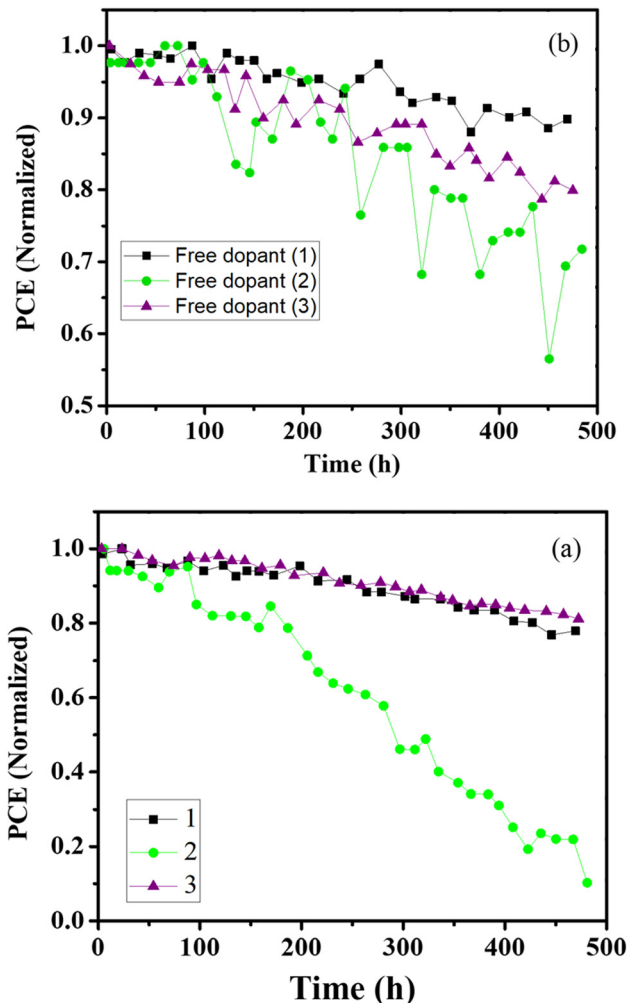 (b)
PCE (Normalized)
1.0
0.9
0.8
0.7
0.6
0.5
Free dopant (1)
Free dopant (2)
Free dopant (3)
0 100 200 300 400 500
Time (h)
(a)
PCE (Normalized)
1.0
0.8
0.6
0.4
0.2
0.0
1
2
3
0 100 200 300 400 500
Time (h)